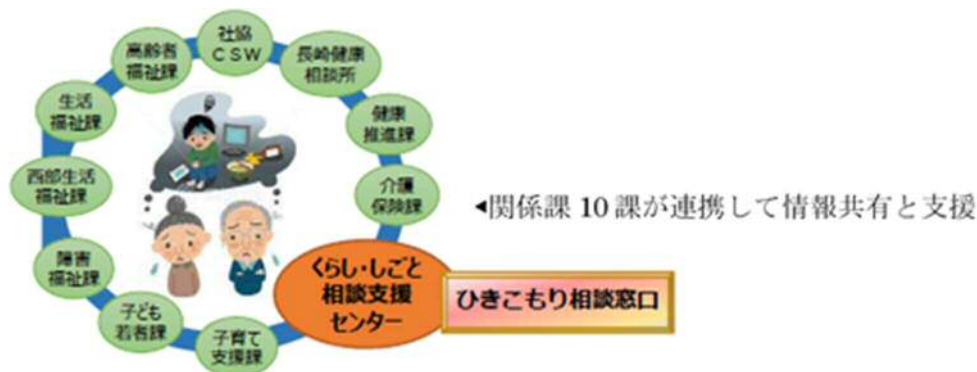 社協
CSW
高齢者
福祉課
長崎健康
相談所
生活
福祉課
健康
推進課
西部生活
福祉課
介護
保険課
◀関係課 10 課が連携して情報共有と支援
障害
福祉課
くらし・しごと
相談支援
センター
ひきこもり相談窓口
子ども
若者課
子育て
支援課